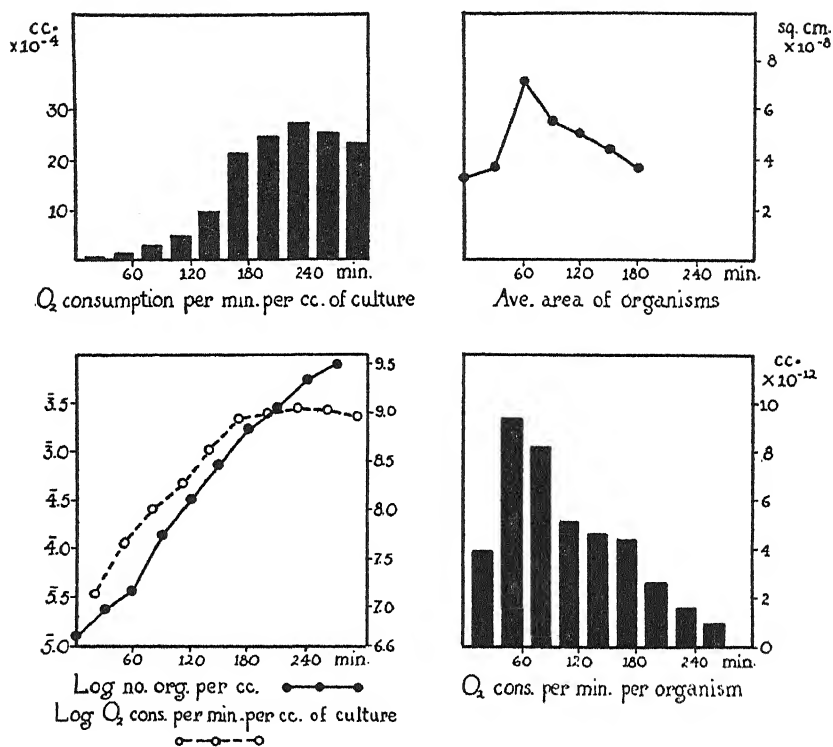 cc.
×10⁻⁴
30
20
10
60 120 180 240 min.
O₂ consumption per min. per cc. of culture
sq. cm.
×10⁻⁸
8
6
4
2
60 120 180 240 min.
Ave. area of organisms
3̄.5
3̄.0
4̄.5
4̄.0
5̄.5
5̄.0
9.5
9.0
8.5
8.0
7.5
7.0
6.6
60 120 180 240 min.
Log no. org. per cc.
Log O₂ cons. per min. per cc. of culture
cc.
×10⁻¹²
10
8
6
4
2
0
60 120 180 240 min.
O₂ cons. per min. per organism